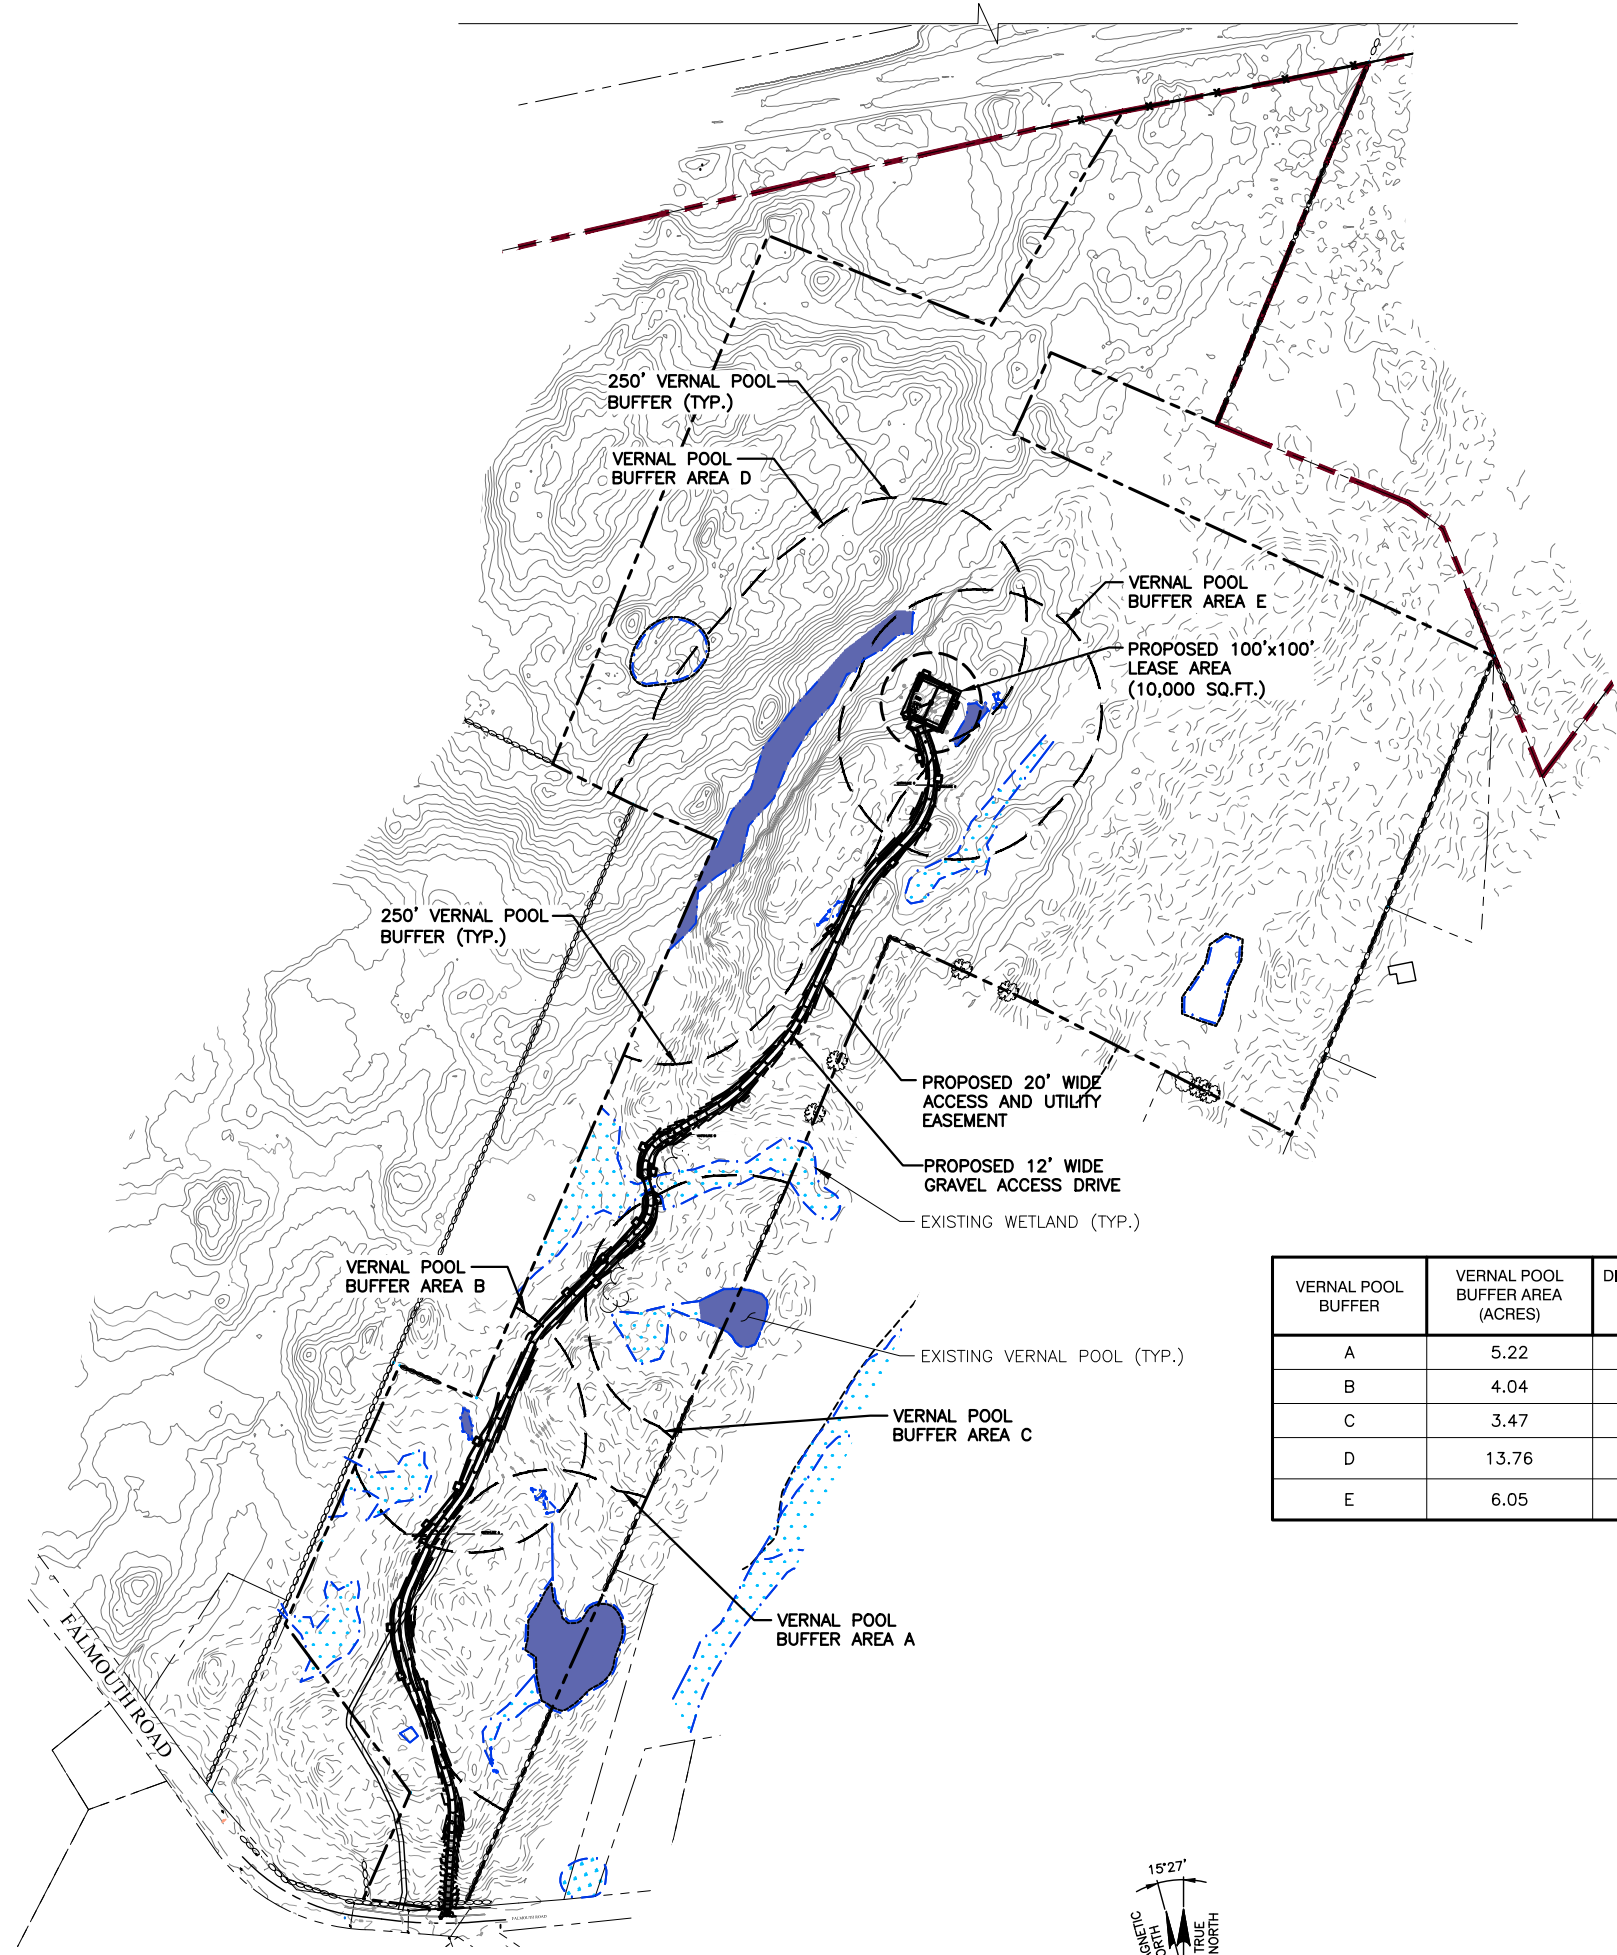 8
250' VERNAL POOL
BUFFER (TYP.)
VERNAL POOL
BUFFER AREA D
VERNAL POOL
BUFFER AREA E
PROPOSED 100'x100'
LEASE AREA
(10,000 SQ.FT.)
250' VERNAL POOL
BUFFER (TYP.)
PROPOSED 20' WIDE
ACCESS AND UTILITY
EASEMENT
PROPOSED 12' WIDE
GRAVEL ACCESS DRIVE
EXISTING WETLAND (TYP.)
VERNAL POOL
BUFFER AREA B
EXISTING VERNAL POOL (TYP.)
VERNAL POOL
BUFFER AREA C
VERNAL POOL
BUFFER AREA A
VERNAL POOL
BUFFER
VERNAL POOL
BUFFER AREA
(ACRES)
A 5.22
B 4.04
C 3.47
D 13.76
E 6.05
FALMOUTH ROAD
FALMOUTH ROAD
15°27'
TRUE
NORTH